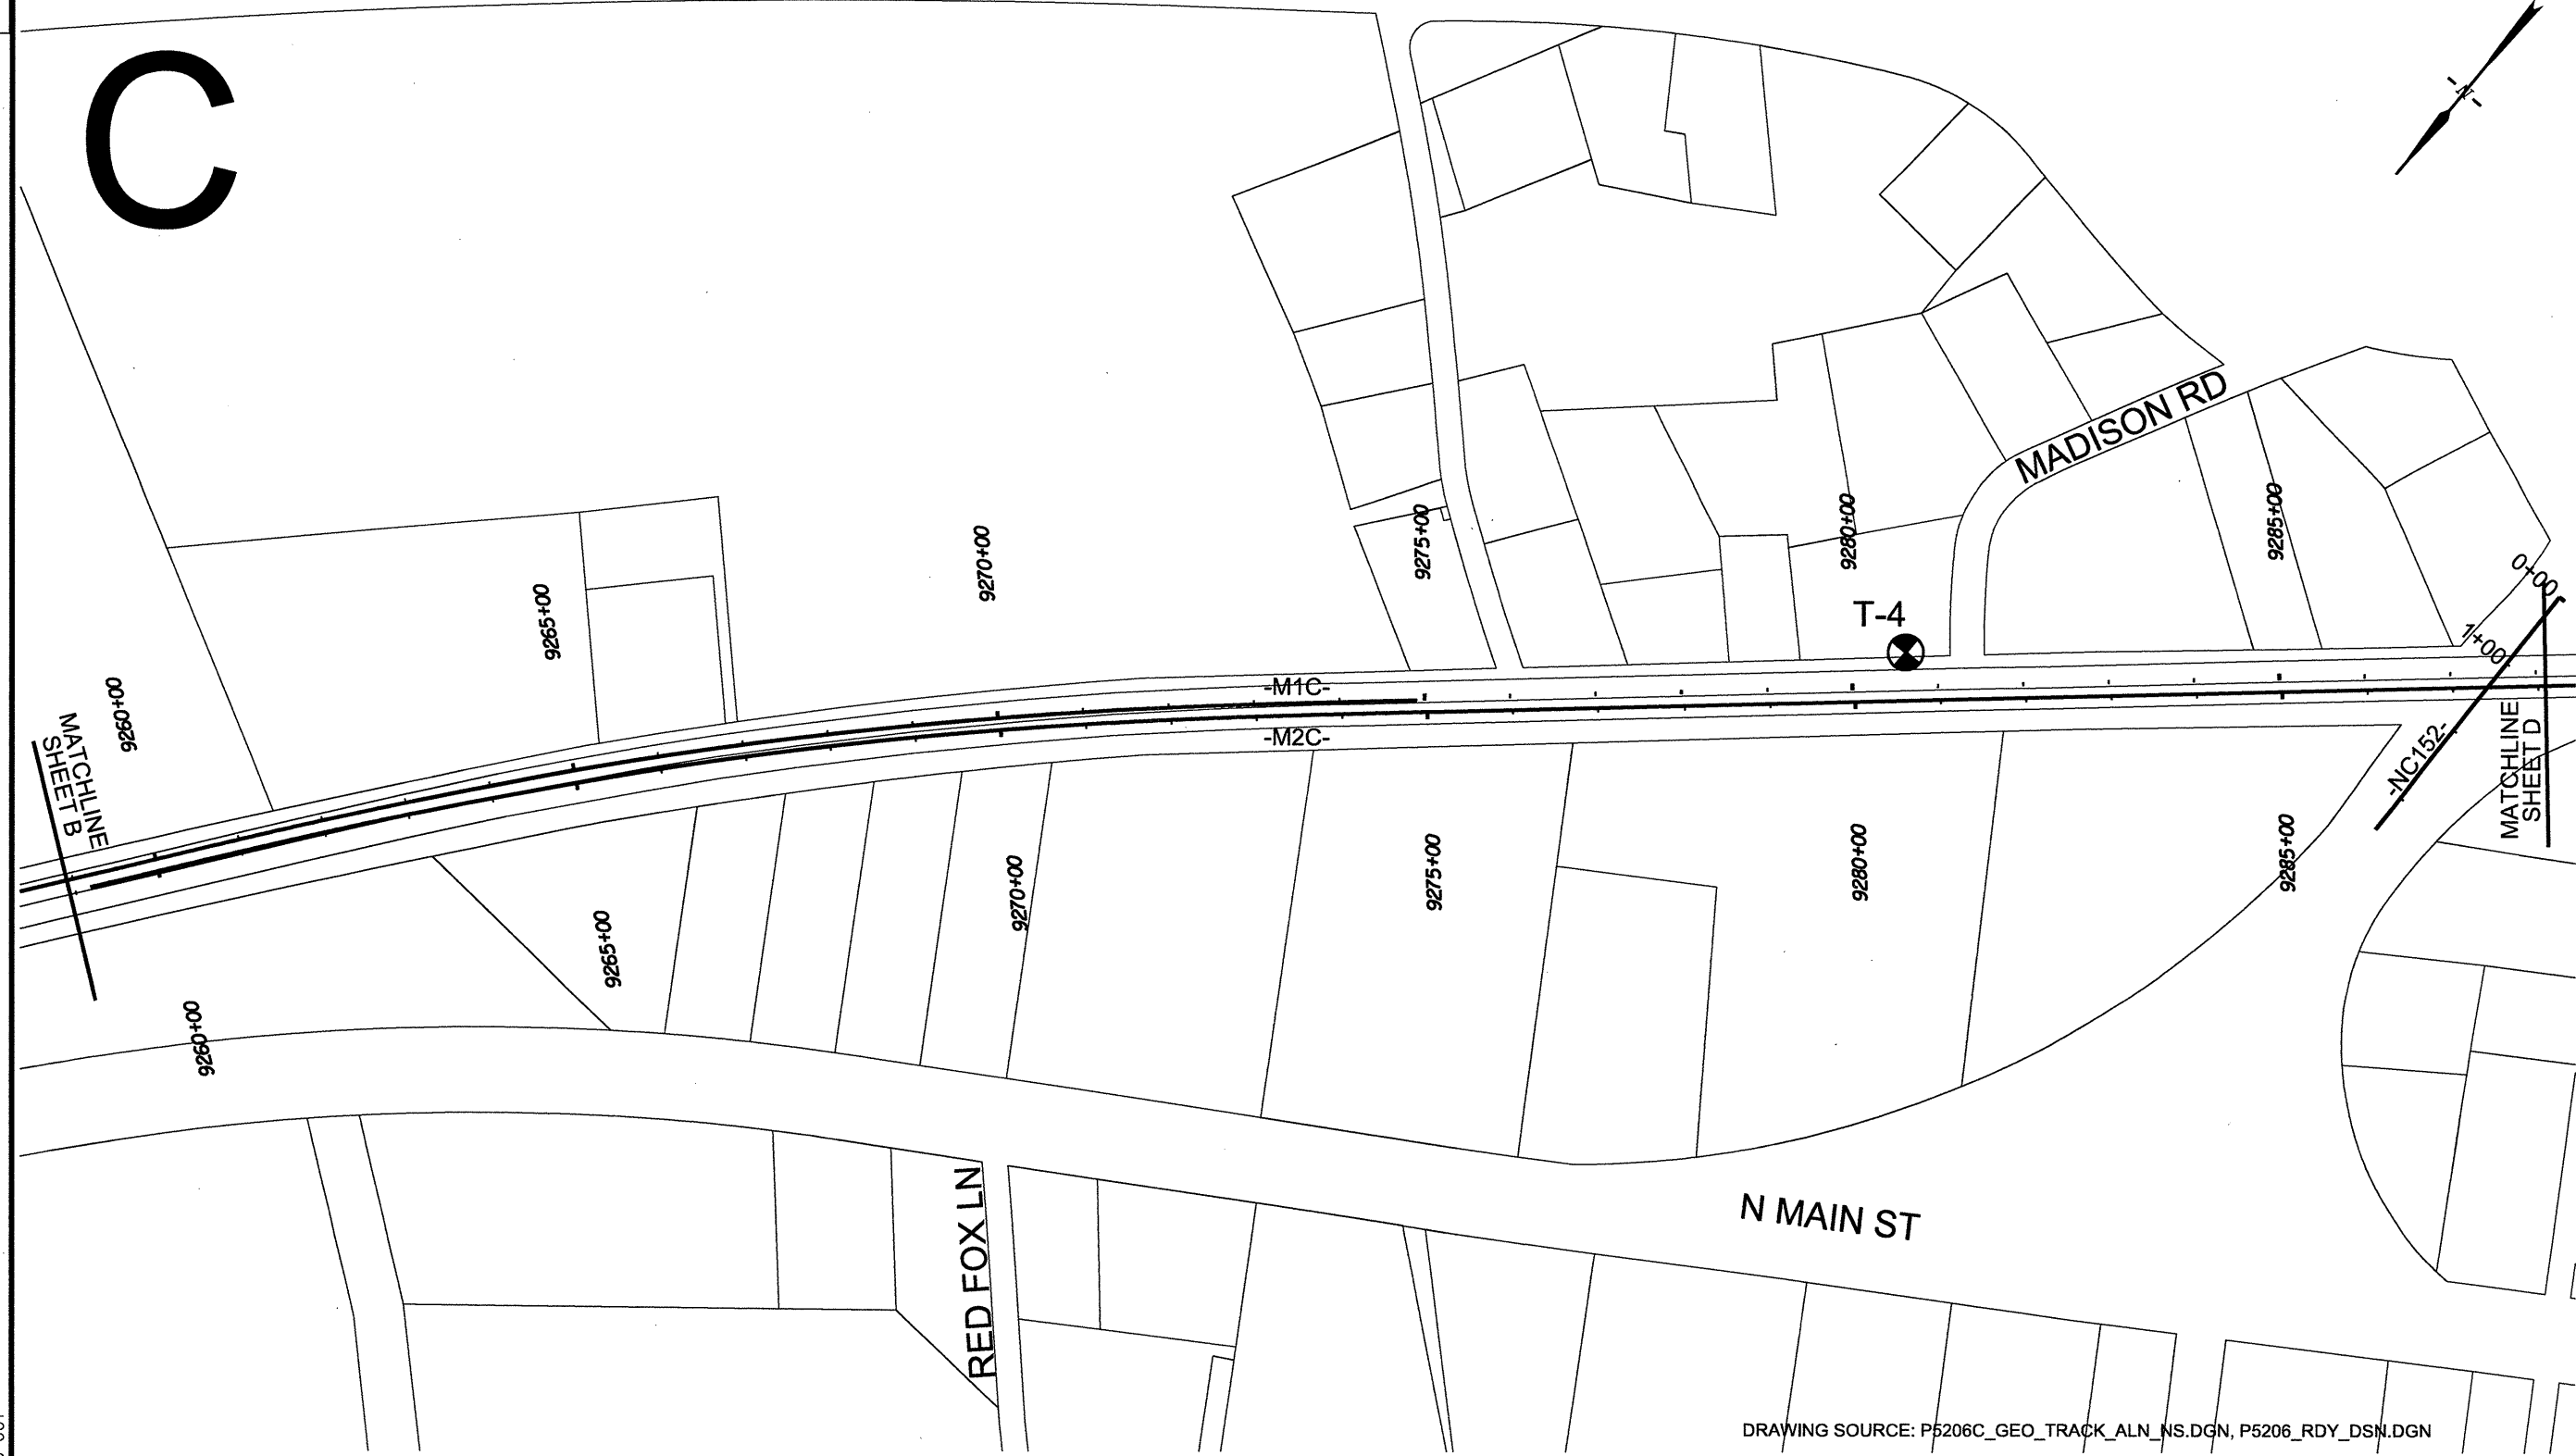 C
-N-
MADISON RD
9260+00
9265+00
9270+00
9275+00
9280+00
9285+00
0+00
1+00
T-4
MATCHLINE
SHEET B
-M1C-
-M2C-
-NC152-
MATCHLINE
SHEET D
9260+00
9265+00
9270+00
9275+00
9280+00
9285+00
RED FOX LN
N MAIN ST
DRAWING SOURCE: P5206C_GEO_TRACK_ALN_NS.DGN, P5206_RDY_DSN.DGN